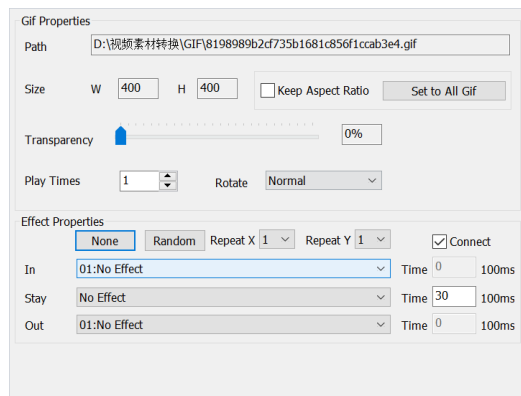 Gif Properties
Path D:\视频素材转换\GIF\8198989b2cf735b1681c856f1ccab3e4.gif
Size W 400 H 400 Keep Aspect Ratio Set to All Gif
Transparency 0%
Play Times 1 Rotate Normal
Effect Properties
None Random Repeat X 1 Repeat Y 1 Connect
In 01:No Effect Time 0 100ms
Stay No Effect Time 30 100ms
Out 01:No Effect Time 0 100ms